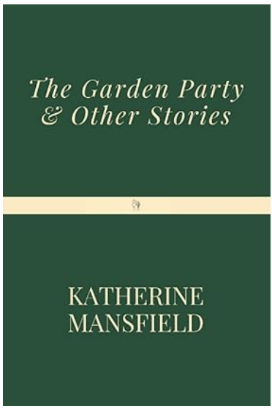 The Garden Party
& Other Stories
KATHERINE
MANSFIELD